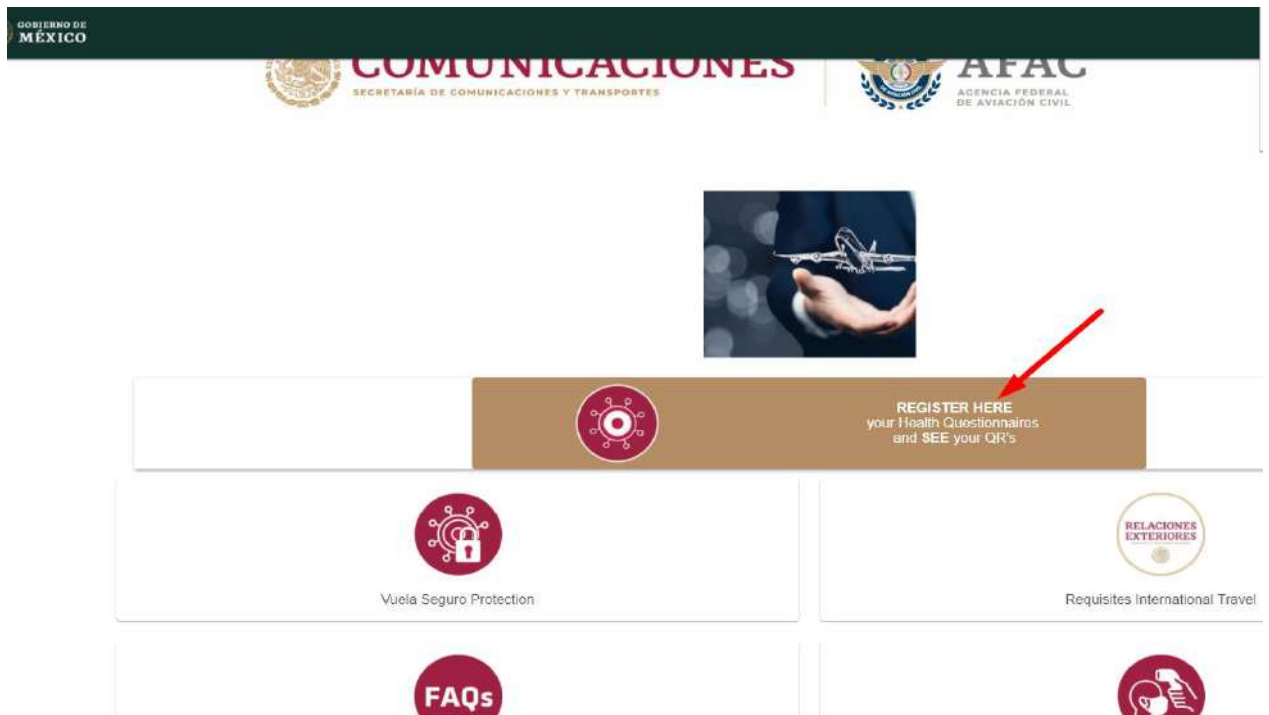 GOBIERNO DE
MÉXICO
COMUNICACIONES
SECRETARÍA DE COMUNICACIONES Y TRANSPORTES
AFAC
AGENCIA FEDERAL
DE AVIACIÓN CIVIL
REGISTER HERE
your Health Questionnaires
and SEE your QR's
Vuela Seguro Protection
RELACIONES
EXTERIORES
Requisites International Travel
FAQs